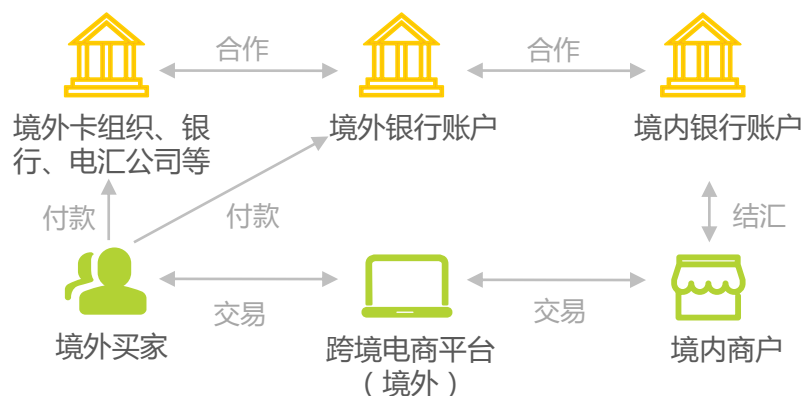 合作
合作
境外卡组织、银
行、电汇公司等
境外银行账户
境内银行账户
付款
付款
结汇
交易
交易
境外买家
跨境电商平台
（境外）
境内商户